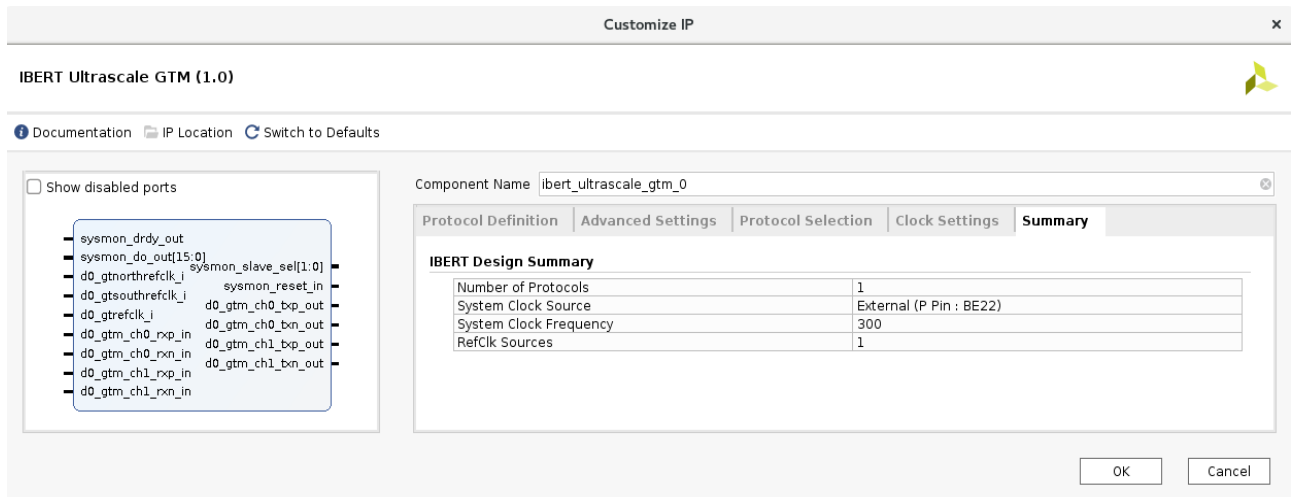 Customize IP
IBERT Ultrascale GTM (1.0)
Documentation IP Location Switch to Defaults
Show disabled ports
sysmon_drdy_out
sysmon_do_out[15:0]
d0_gtnorthrefclk_i
d0_gtsouthrefclk_i
d0_gtrefclk_i
d0_gtm_ch0_rxp_in
d0_gtm_ch0_rxn_in
d0_gtm_ch1_rxp_in
d0_gtm_ch1_rxn_in
sysmon_slave_sel[1:0]
sysmon_reset_in
d0_gtm_ch0_txp_out
d0_gtm_ch0_txn_out
d0_gtm_ch1_txp_out
d0_gtm_ch1_txn_out
Component Name ibert_ultrascale_gtm_0
Protocol Definition Advanced Settings Protocol Selection Clock Settings Summary
IBERT Design Summary
Number of Protocols 1
System Clock Source External (P Pin : BE22)
System Clock Frequency 300
RefClk Sources 1
OK Cancel